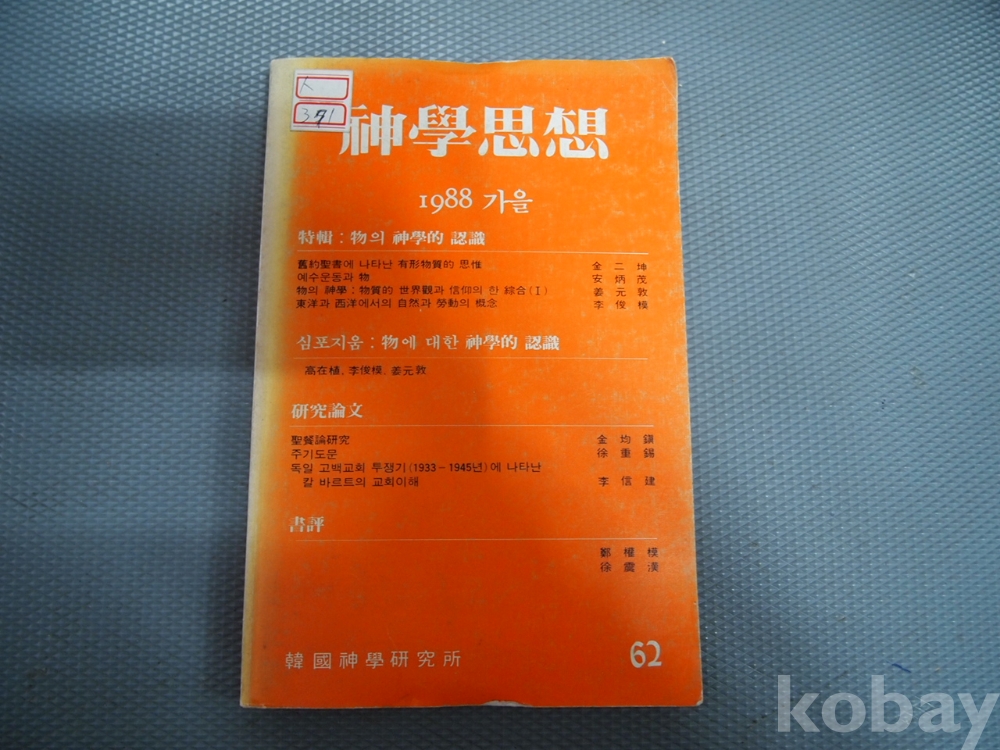 神學思想
1988 가을
特輯 : 物의 神學的 認識
舊約聖書에 나타난 有形物質的 思惟 金二坤
예수운동과 物 安炳茂
物의 神學 ; 物質的 世界觀과 信仰의 한 綜合(I) 姜元敦
東洋과 西洋에서의 自然과 勞動의 概念 李俊模
심포지움 : 物에 대한 神學的 認識
高在植, 李俊模, 姜元敦
研究論文
聖餐論研究 金均鎭
주기도문 徐重錫
독일 고백교회 투쟁기(1933-1945년)에 나타난
칼 바르트의 교회이해 李信建
書評
鄭權模
徐漢
韓國神學研究所 62
kobay